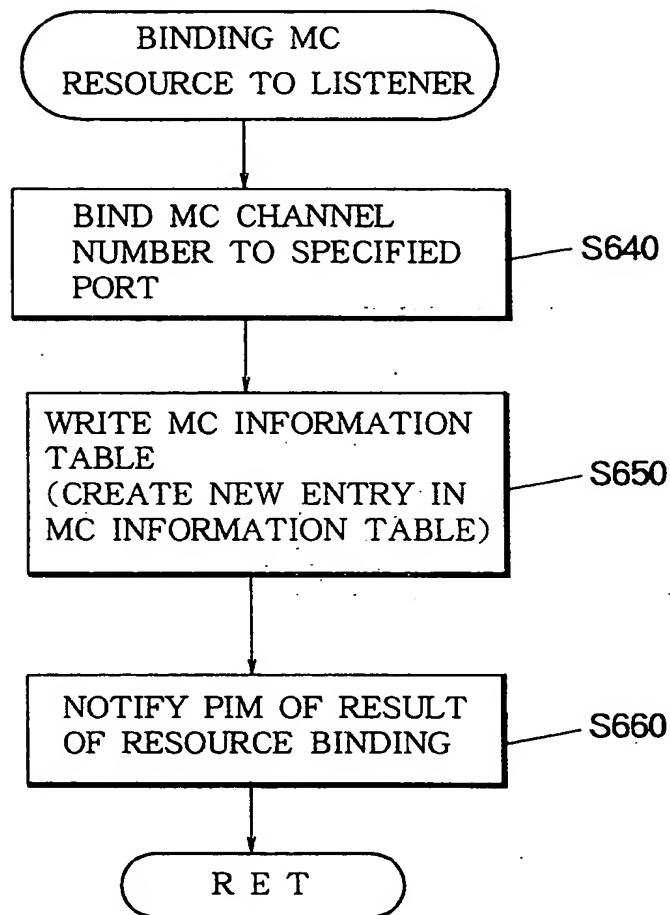 BINDING MC
RESOURCE TO LISTENER
BIND MC CHANNEL
NUMBER TO SPECIFIED
PORT
S640
WRITE MC INFORMATION
TABLE
(CREATE NEW ENTRY IN
MC INFORMATION TABLE)
S650
NOTIFY PIM OF RESULT
OF RESOURCE BINDING
S660
R E T